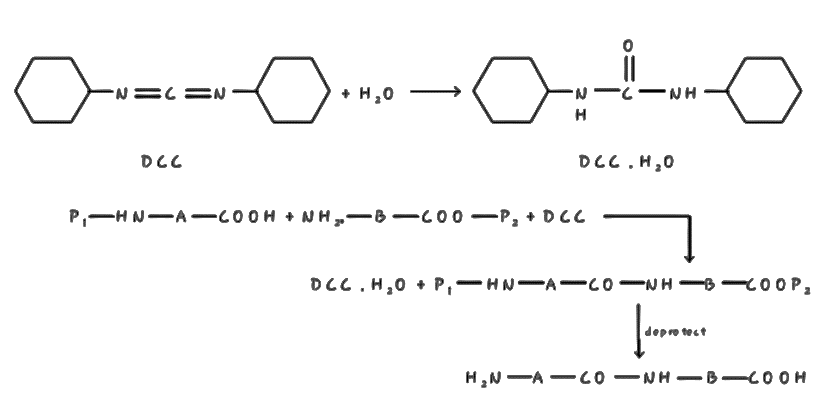 N=C=N + H₂O → N H C O NH
DCC DCC . H₂O
P₁—HN—A—COOH + NH₂—B—COO—P₂ + DCC
DCC . H₂O + P₁—HN—A—CO—NH—B—COOP₂
deprotect
H₂N—A—CO—NH—B—COOH